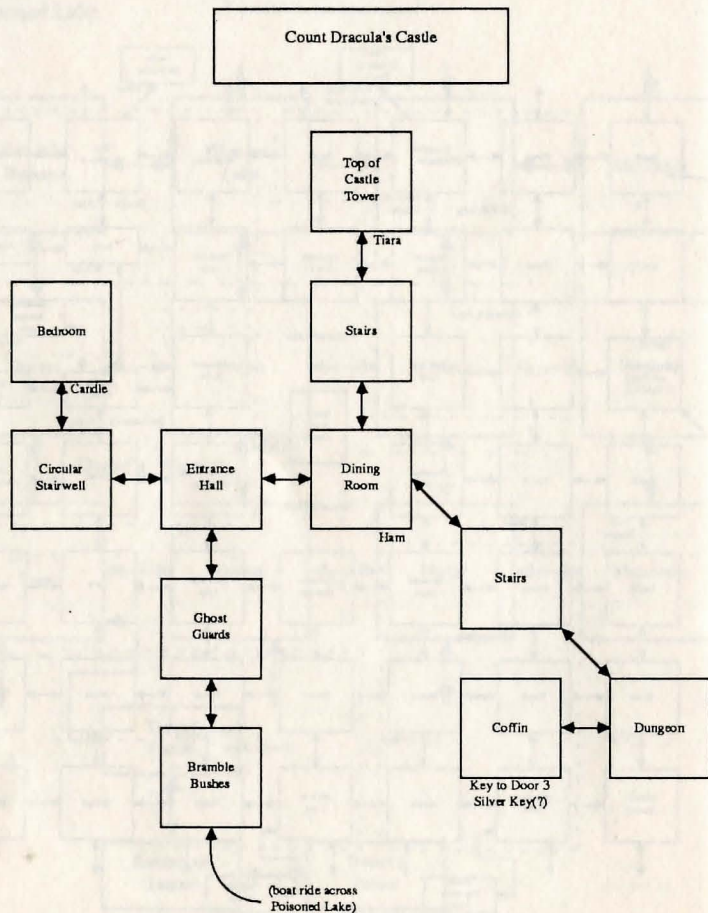 Count Dracula's Castle
Top of
Castle
Tower
Tiara
Bedroom
Stairs
Candle
Circular
Stairwell
Entrance
Hall
Dining
Room
Ham
Stairs
Ghost
Guards
Coffin
Dungeon
Bramble
Bushes
Key to Door 3
Silver Key(?)
(boat ride across
Poisoned Lake)